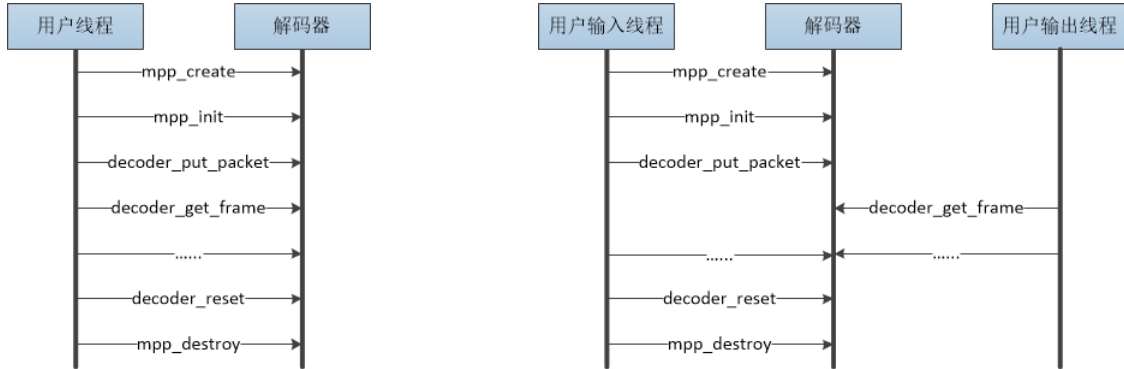 用户线程
解码器
mpp_create
mpp_init
decoder_put_packet
decoder_get_frame
……
decoder_reset
mpp_destroy
用户输入线程
解码器
用户输出线程
mpp_create
mpp_init
decoder_put_packet
decoder_get_frame
……
……
decoder_reset
mpp_destroy